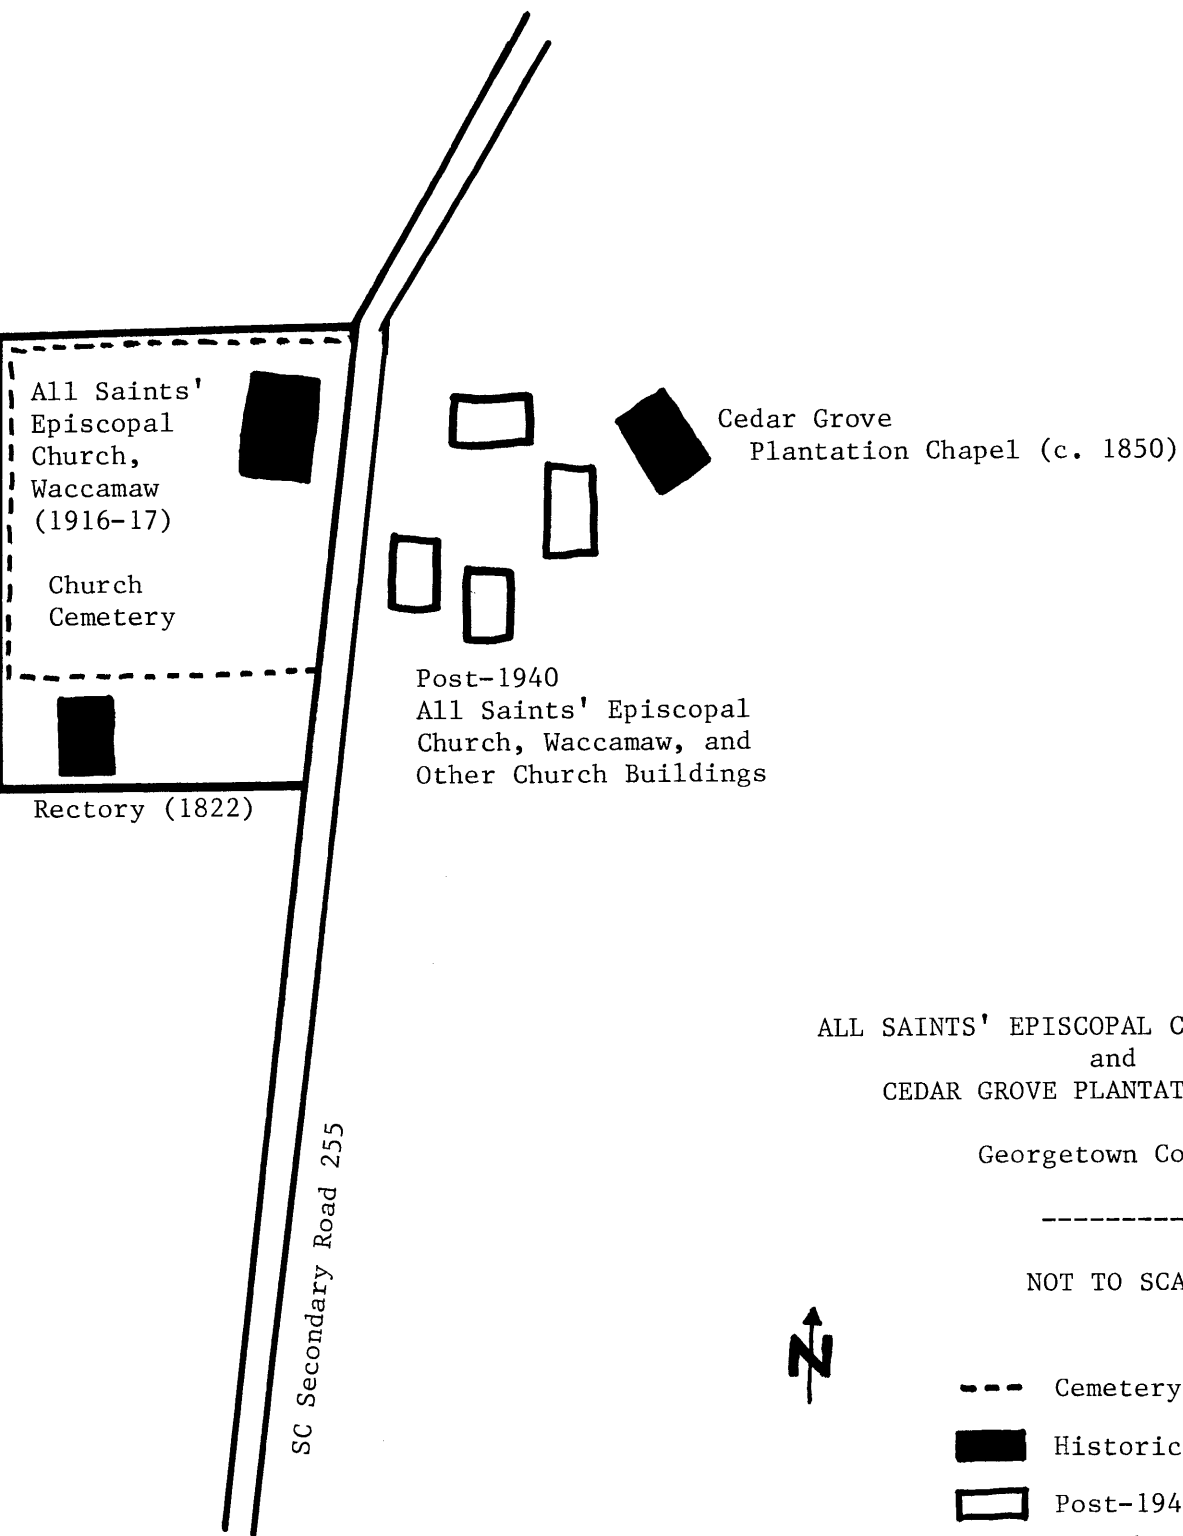 All Saints'
Episcopal
Church,
Waccamaw
(1916-17)
Church
Cemetery
Rectory (1822)
Cedar Grove
Plantation Chapel (c. 1850)
Post-1940
All Saints' Episcopal
Church, Waccamaw, and
Other Church Buildings
SC Secondary Road 255
ALL SAINTS' EPISCOPAL C
and
CEDAR GROVE PLANTAT
Georgetown Co
----------
NOT TO SCA
N
--- Cemetery
Historic
Post-194